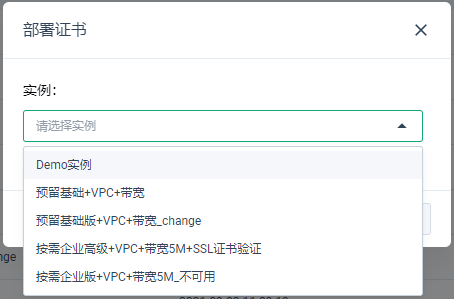 部署证书
实例：
请选择实例
Demo实例
预留基础+VPC+带宽
预留基础版+VPC+带宽_change
按需企业高级+VPC+带宽5M+SSL证书验证
按需企业版+VPC+带宽5M_不可用
nge